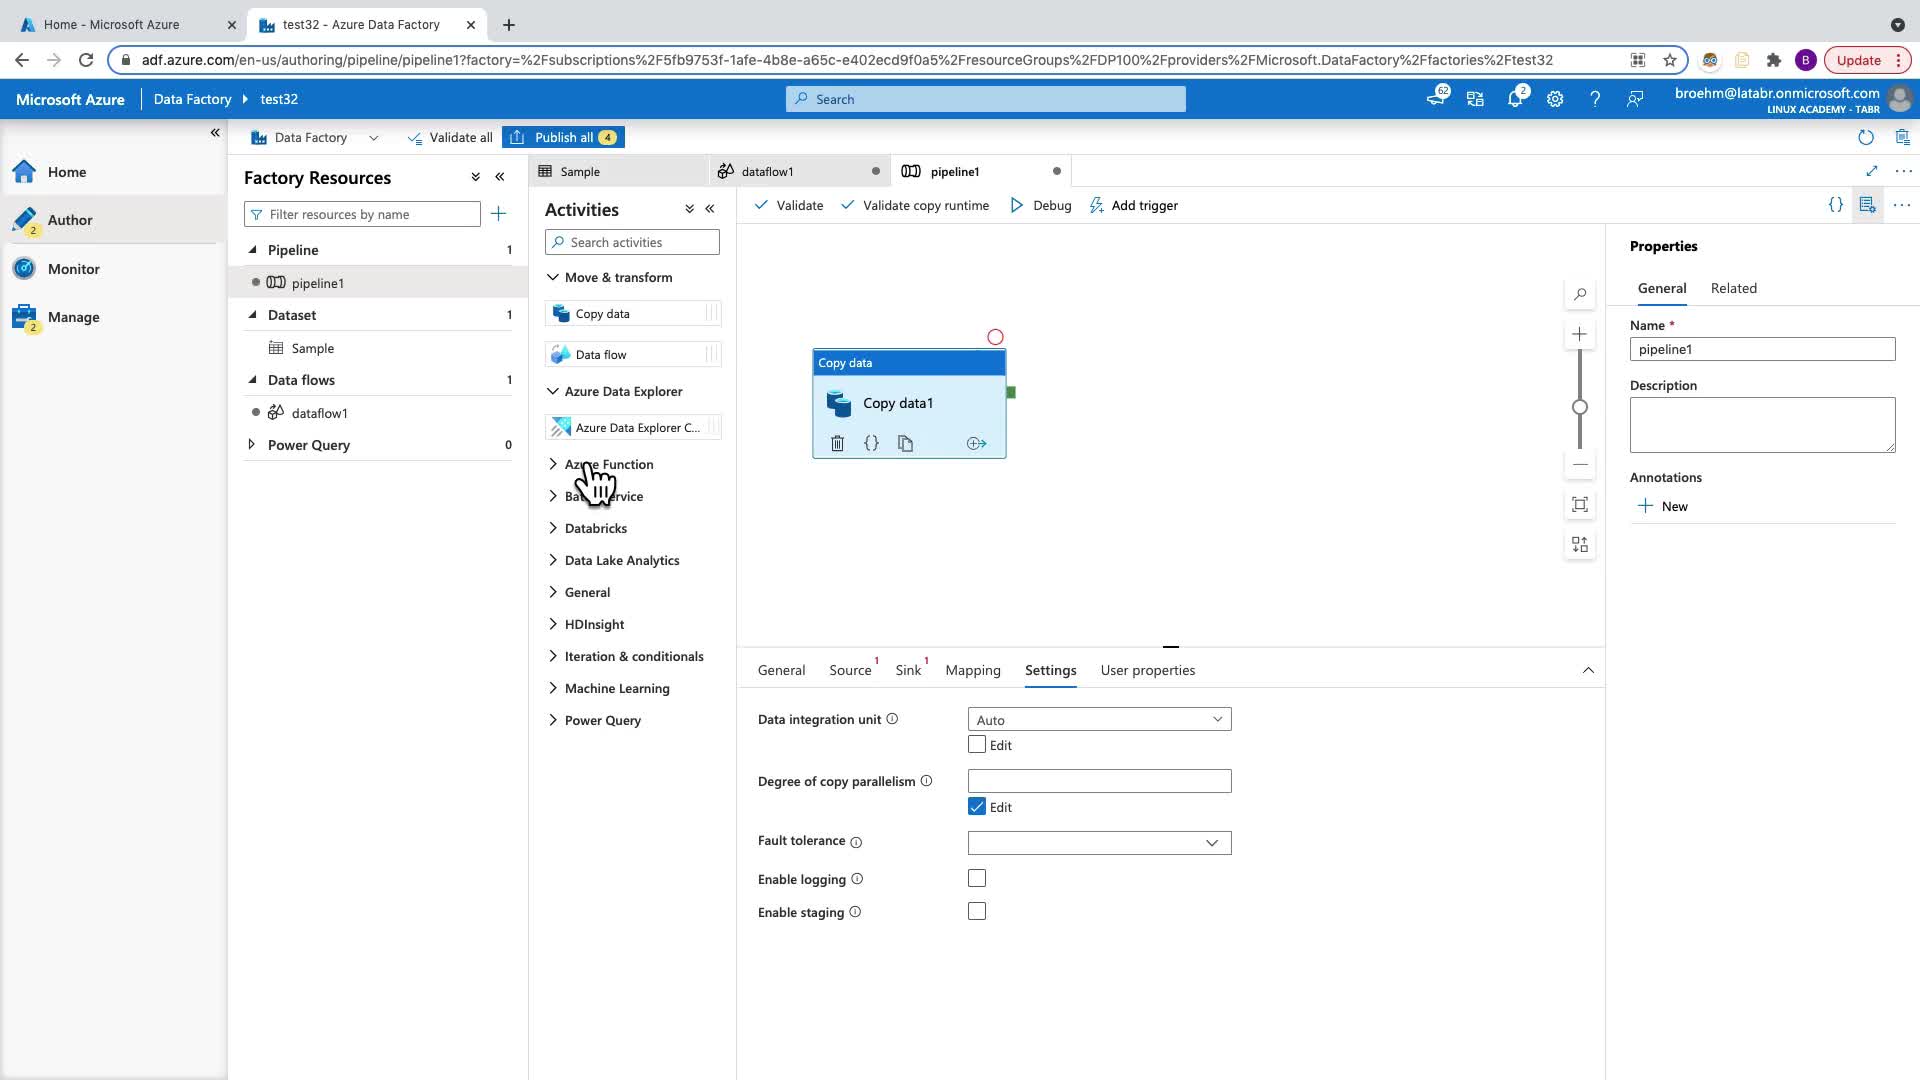 Home - Microsoft Azure
test32 - Azure Data Factory
adf.azure.com/en-us/authoring/pipeline/pipeline1?factory=%2Fsubscriptions%2F5fb9753f-1afe-4b8e-a65c-e402ecd9f0a5%2FresourceGroups%2FDP100%2Fproviders%2FMicrosoft.DataFactory%2Ffactories%2Ftest32
B
Update
Microsoft Azure
Data Factory
test32
Search
62
2
broehm@latabr.onmicrosoft.com
LINUX ACADEMY - TABR
Data Factory
Validate all
Publish all 4
Home
Author
2
Monitor
Manage
2
Factory Resources
Filter resources by name
Pipeline 1
pipeline1
Dataset 1
Sample
Data flows 1
dataflow1
Power Query 0
Sample
dataflow1
pipeline1
Activities
Search activities
Move & transform
Copy data
Data flow
Azure Data Explorer
Azure Data Explorer C...
Azure Function
Databricks
Data Lake Analytics
General
HDInsight
Iteration & conditionals
Machine Learning
Power Query
Validate
Validate copy runtime
Debug
Add trigger
Copy data
Copy data1
General
Source 1
Sink 1
Mapping
Settings
User properties
Data integration unit
Auto
Edit
Degree of copy parallelism
Edit
Fault tolerance
Enable logging
Enable staging
Properties
General
Related
Name *
pipeline1
Description
Annotations
New